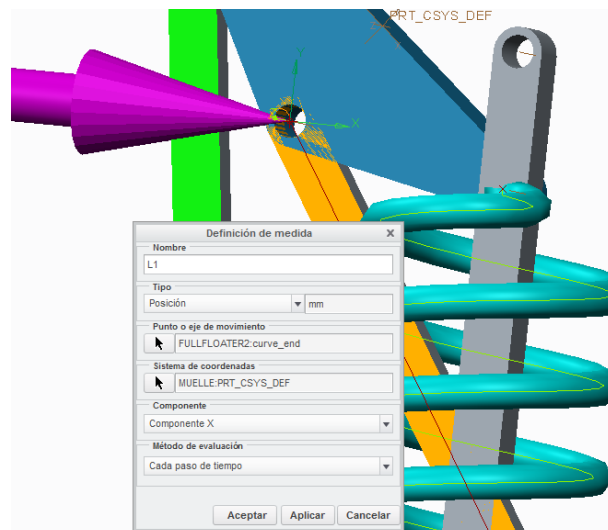 PRT_CSYS_DEF
Z
X
Y
X
X
Definición de medida X
Nombre
L1
Tipo
Posición mm
Punto o eje de movimiento
FULLFLOATER2:curve_end
Sistema de coordenadas
MUELLE:PRT_CSYS_DEF
Componente
Componente X
Método de evaluación
Cada paso de tiempo
Aceptar Aplicar Cancelar